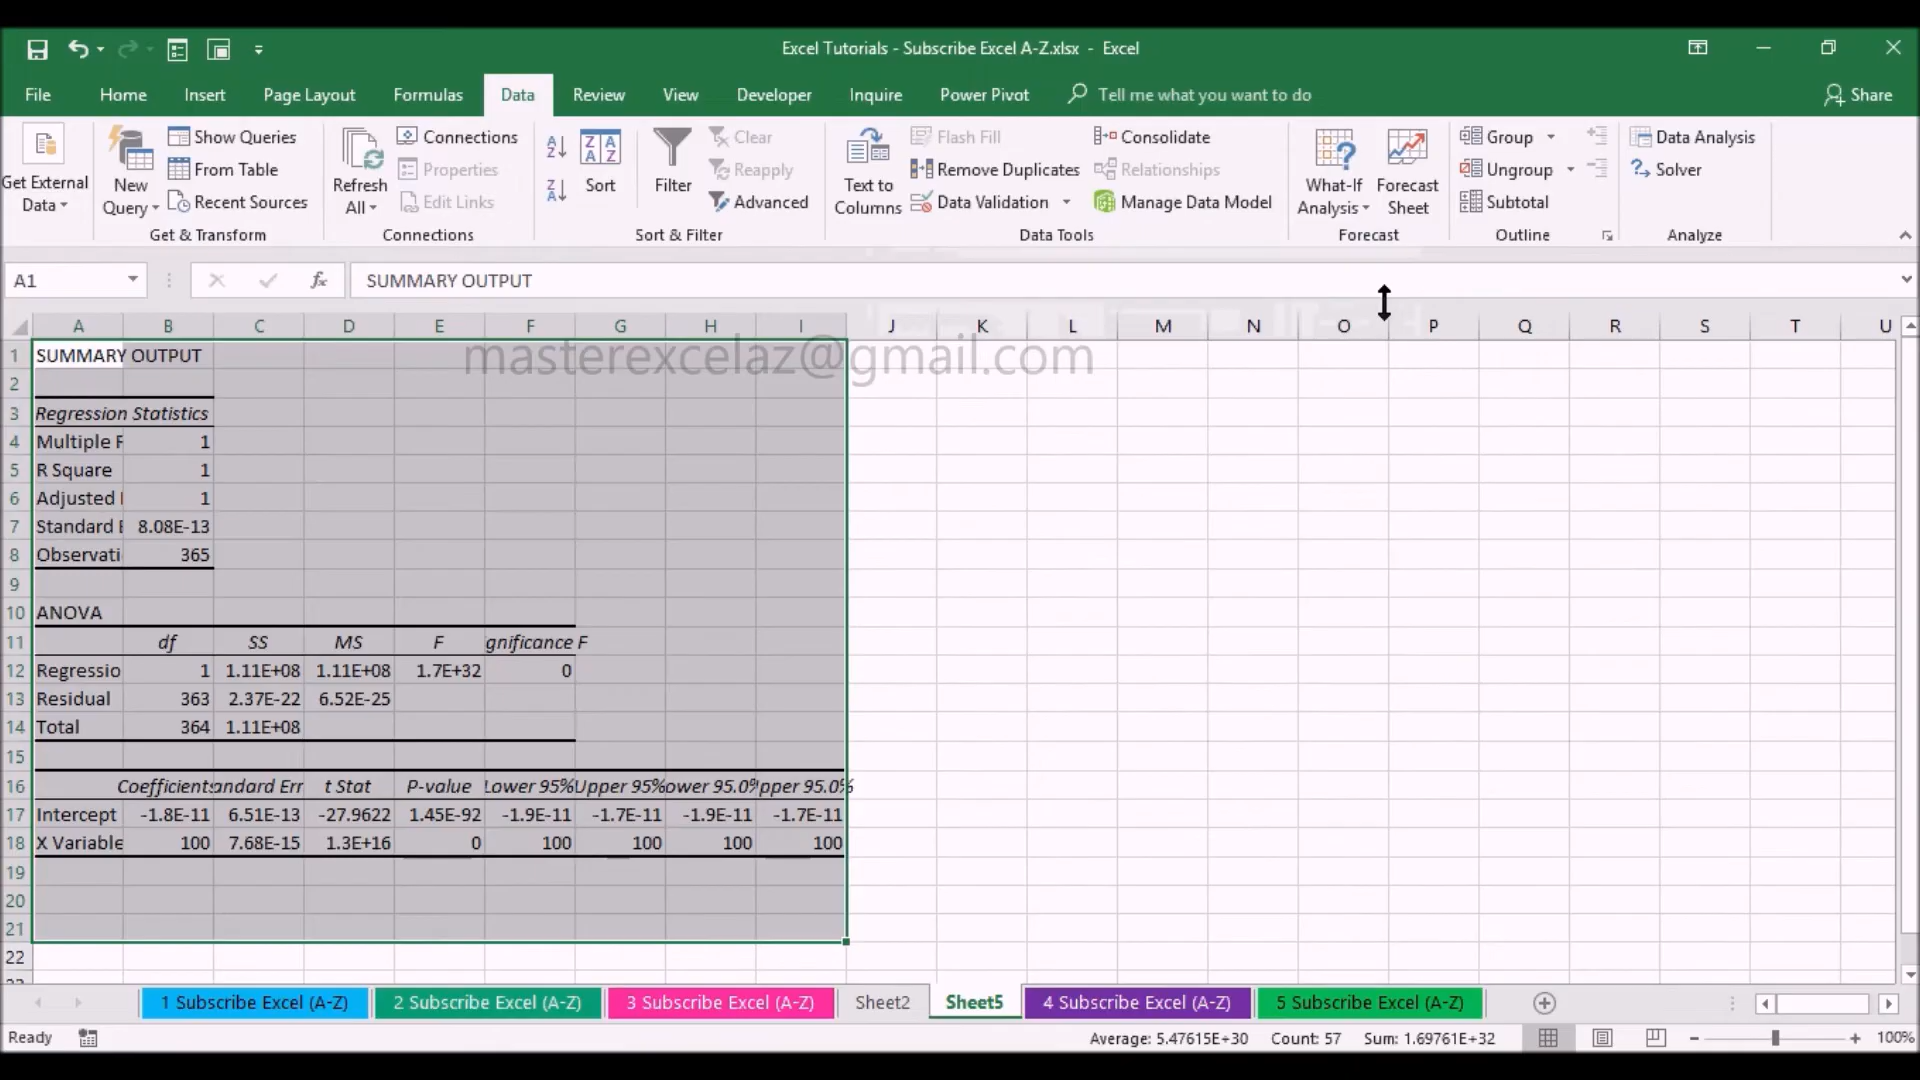 Excel Tutorials - Subscribe Excel A-Z.xlsx - Excel
File Home Insert Page Layout Formulas Data Review View Developer Inquire Power Pivot Tell me what you want to do Share
Get External Data
New Query
Show Queries
From Table
Recent Sources
Get & Transform
Refresh All
Connections
Properties
Edit Links
Connections
Sort
Filter
Clear
Reapply
Advanced
Sort & Filter
Text to Columns
Flash Fill
Remove Duplicates
Data Validation
Consolidate
Relationships
Manage Data Model
Data Tools
What-If Analysis
Forecast Sheet
Forecast
Group
Ungroup
Subtotal
Outline
Data Analysis
Solver
Analyze
A1 fx SUMMARY OUTPUT
A B C D E F G H I J K L M N O P Q R S T U
masterexcelaz@gmail.com
1 SUMMARY OUTPUT
2
3 Regression Statistics
4 Multiple R 1
5 R Square 1
6 Adjusted 1
7 Standard E 8.08E-13
8 Observati 365
9
10 ANOVA
11 df SS MS F gnificance F
12 Regressio 1 1.11E+08 1.11E+08 1.7E+32 0
13 Residual 363 2.37E-22 6.52E-25
14 Total 364 1.11E+08
15
16 Coefficients andard Err t Stat P-value Lower 95% Upper 95% ower 95.0% pper 95.0%
17 Intercept -1.8E-11 6.51E-13 -27.9622 1.45E-92 -1.9E-11 -1.7E-11 -1.9E-11 -1.7E-11
18 X Variable 100 7.68E-15 1.3E+16 0 100 100 100 100
19
20
21
22
1 Subscribe Excel (A-Z) 2 Subscribe Excel (A-Z) 3 Subscribe Excel (A-Z) Sheet2 Sheet5 4 Subscribe Excel (A-Z) 5 Subscribe Excel (A-Z)
Ready Average: 5.47615E+30 Count: 57 Sum: 1.69761E+32 100%